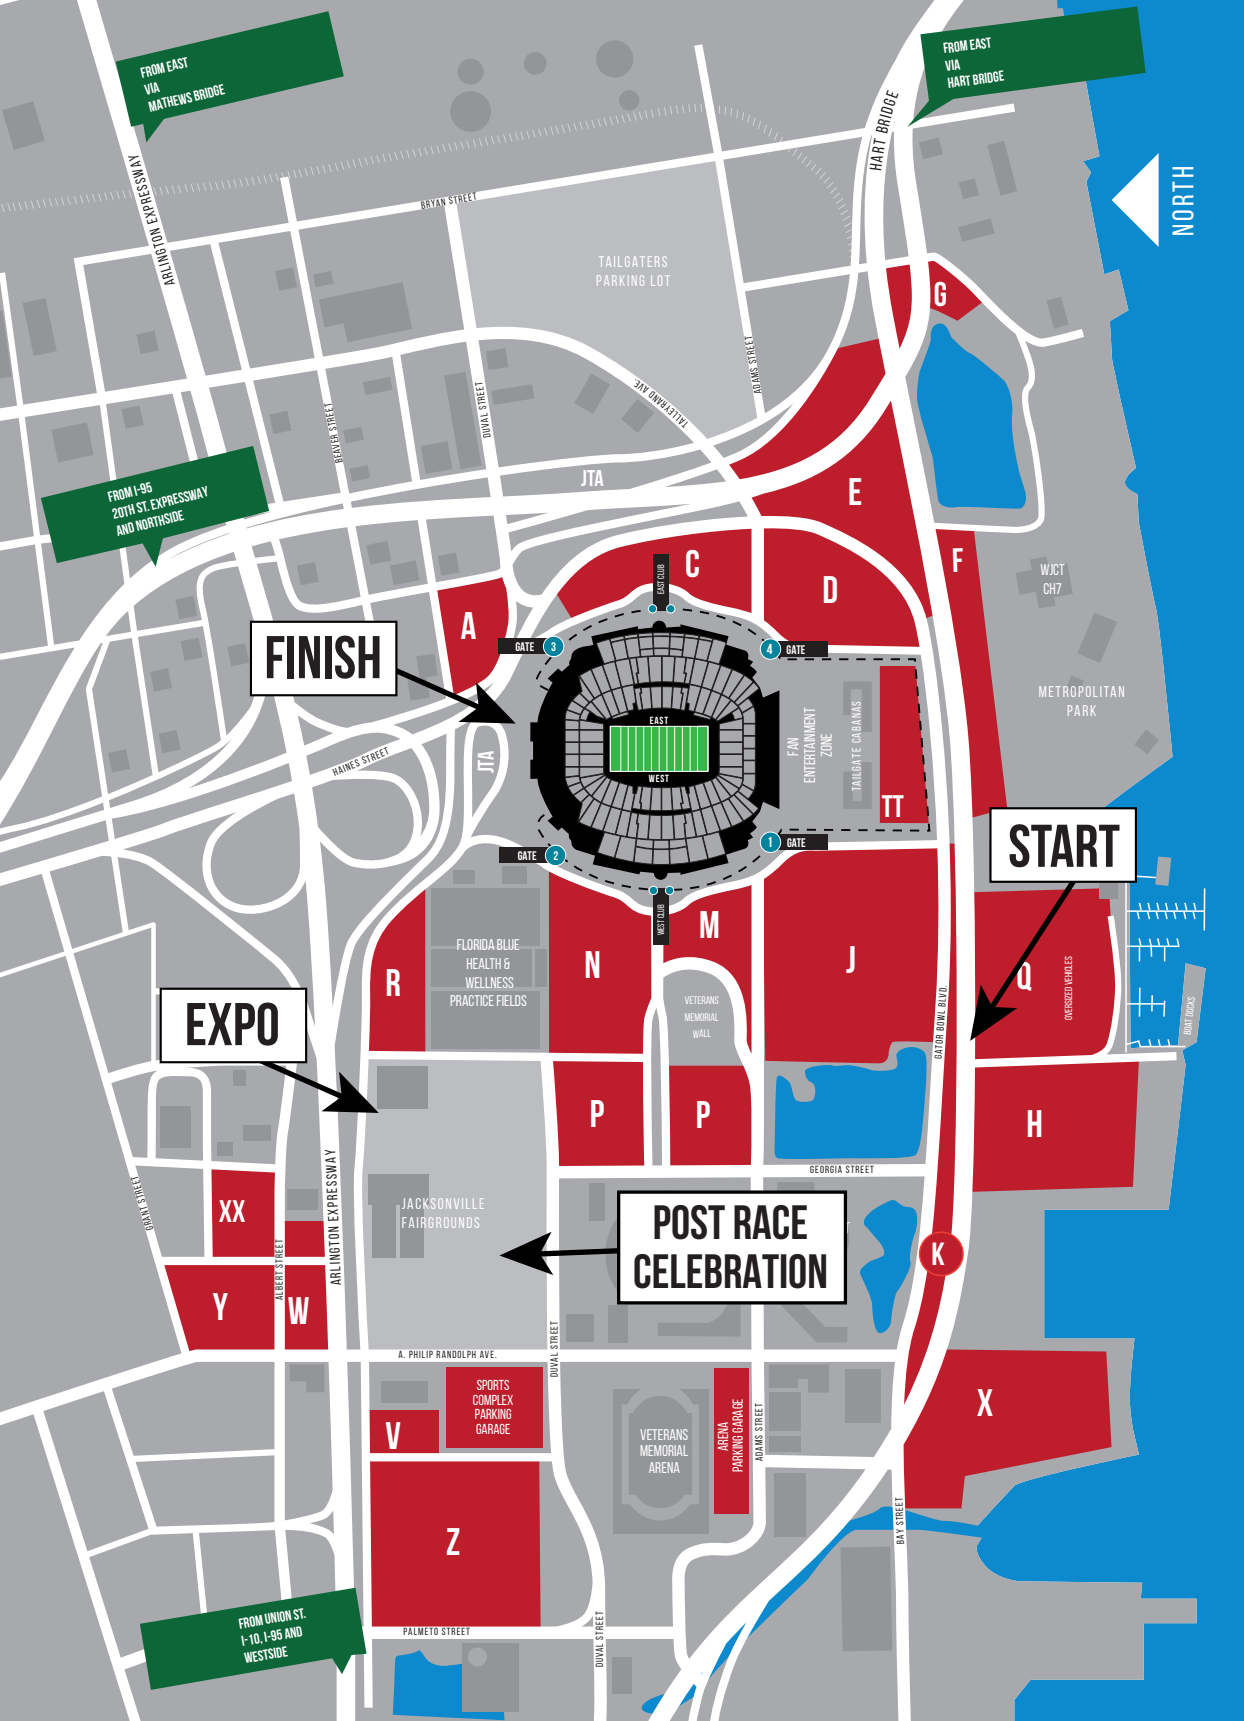 FROM EAST
VIA
MATHEWS BRIDGE
FROM EAST
VIA
HART BRIDGE
HART BRIDGE
ARLINGTON EXPRESSWAY
NORTH
BRYAN STREET
TAILGATERS
PARKING LOT
G
ADAMS STREET
TALLEYRAND AVE.
DUVAL STREET
BEAVER STREET
FROM I-95
20TH ST. EXPRESSWAY
AND NORTHSIDE
JTA
E
C
D
F
WJCT
CH7
EAST CLUB
A
FINISH
GATE 3
4 GATE
METROPOLITAN
PARK
EAST
WEST
FAN
ENTERTAINMENT
ZONE
TAILGATE CABANAS
TT
HAINES STREET
JTA
START
GATE 2
1 GATE
WEST CLUB
M
N
J
R
FLORIDA BLUE
HEALTH &
WELLNESS
PRACTICE FIELDS
Q
OVERSIZED VEHICLES
BOAT DOCKS
VETERANS
MEMORIAL
WALL
GATOR BOWL BLVD.
EXPO
P
P
H
GEORGIA STREET
GRANT STREET
XX
ALBERT STREET
ARLINGTON EXPRESSWAY
JACKSONVILLE
FAIRGROUNDS
POST RACE
CELEBRATION
K
Y
W
DUVAL STREET
A. PHILIP RANDOLPH AVE.
SPORTS
COMPLEX
PARKING
GARAGE
V
VETERANS
MEMORIAL
ARENA
ARENA
PARKING GARAGE
ADAMS STREET
X
BAY STREET
Z
FROM UNION ST.
I-10, I-95 AND
WESTSIDE
PALMETO STREET
DUVAL STREET